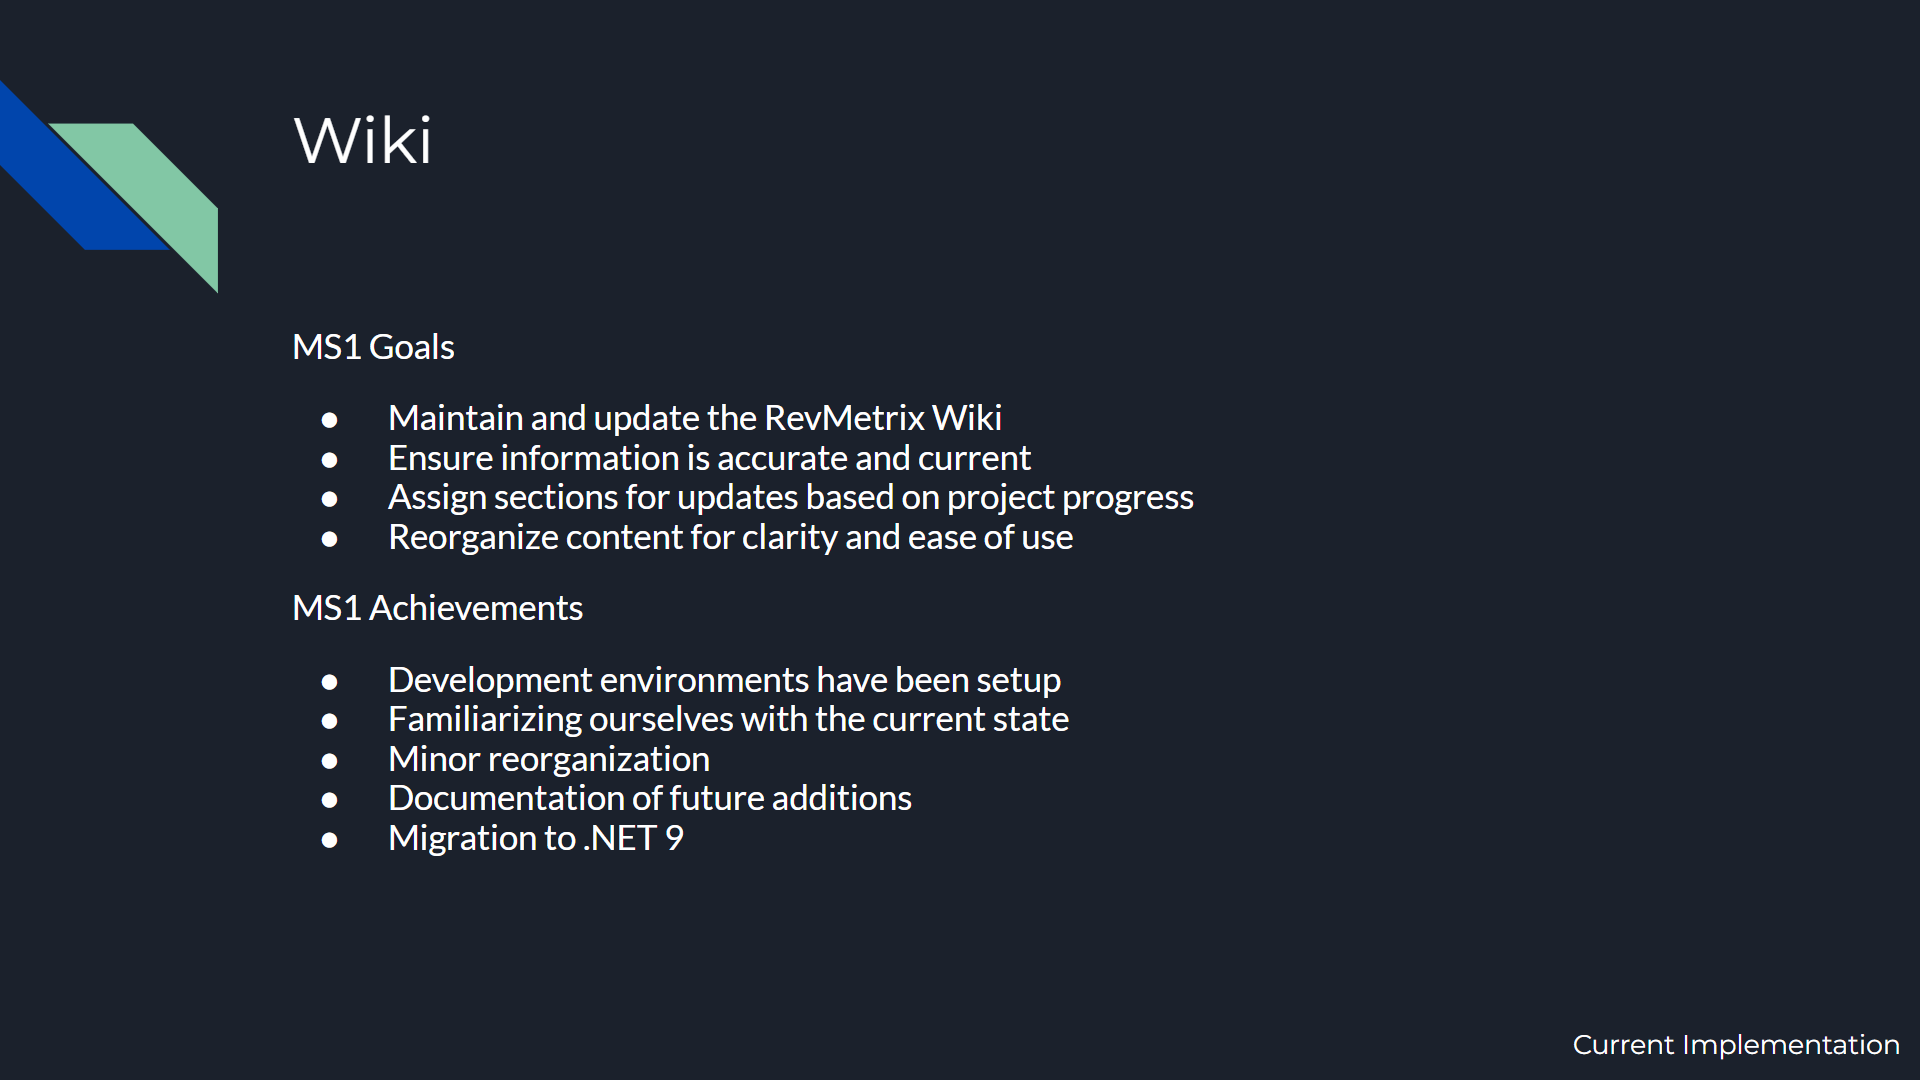 Wiki
MS1 Goals
● Maintain and update the RevMetrix Wiki
● Ensure information is accurate and current
● Assign sections for updates based on project progress
● Reorganize content for clarity and ease of use
MS1 Achievements
● Development environments have been setup
● Familiarizing ourselves with the current state
● Minor reorganization
● Documentation of future additions
● Migration to .NET 9
Current Implementation